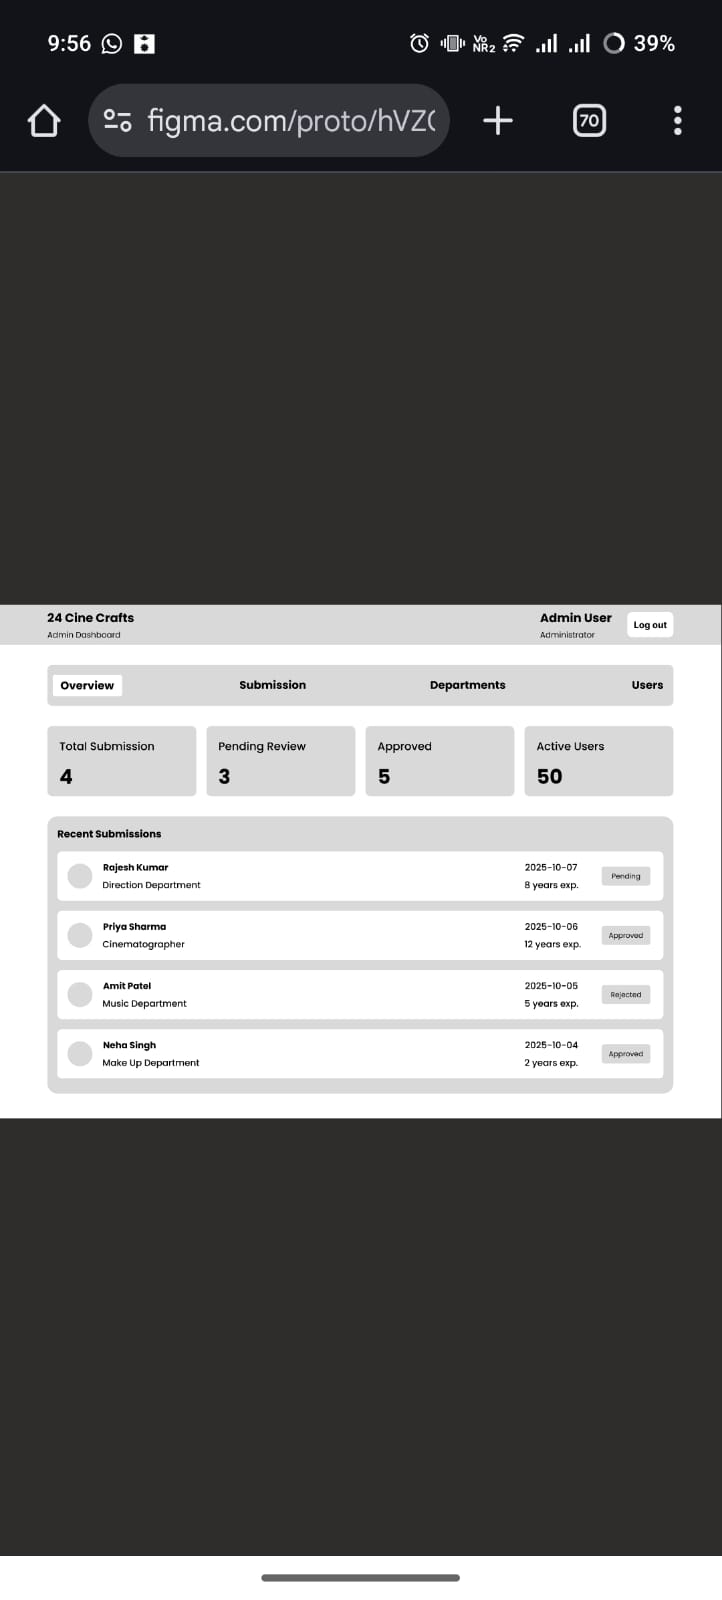 9:56 Vo NR2 39%
figma.com/proto/hVZ 70
24 Cine Crafts
Admin Dashboard
Admin User
Administrator
Log out
Overview Submission Departments Users
Total Submission
4
Pending Review
3
Approved
5
Active Users
50
Recent Submissions
Rajesh Kumar 2025-10-07
Direction Department 8 years exp.
Pending
Priya Sharma 2025-10-06
Cinematographer 12 years exp.
Approved
Amit Patel 2025-10-05
Music Department 5 years exp.
Rejected
Neha Singh 2025-10-04
Make Up Department 2 years exp.
Approved